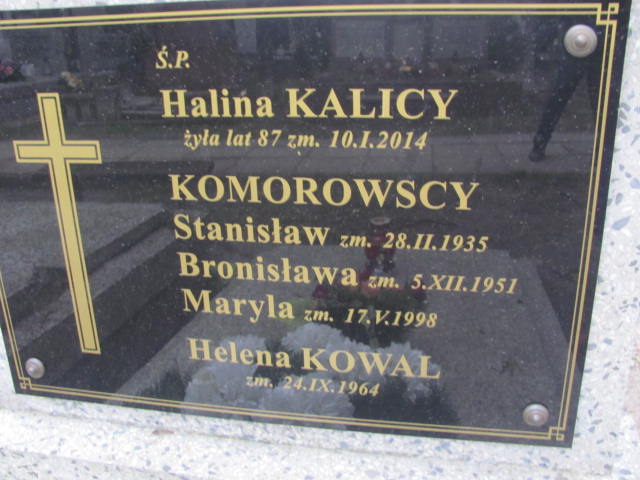 Ś.P.
Halina KALICY
żyła lat 87 zm. 10.I.2014
KOMOROWSCY
Stanisław zm. 28.II.1935
Bronisława zm. 5.XII.1951
Maryla zm. 17.V.1998
Helena KOWAL
zm. 24.IX.1964